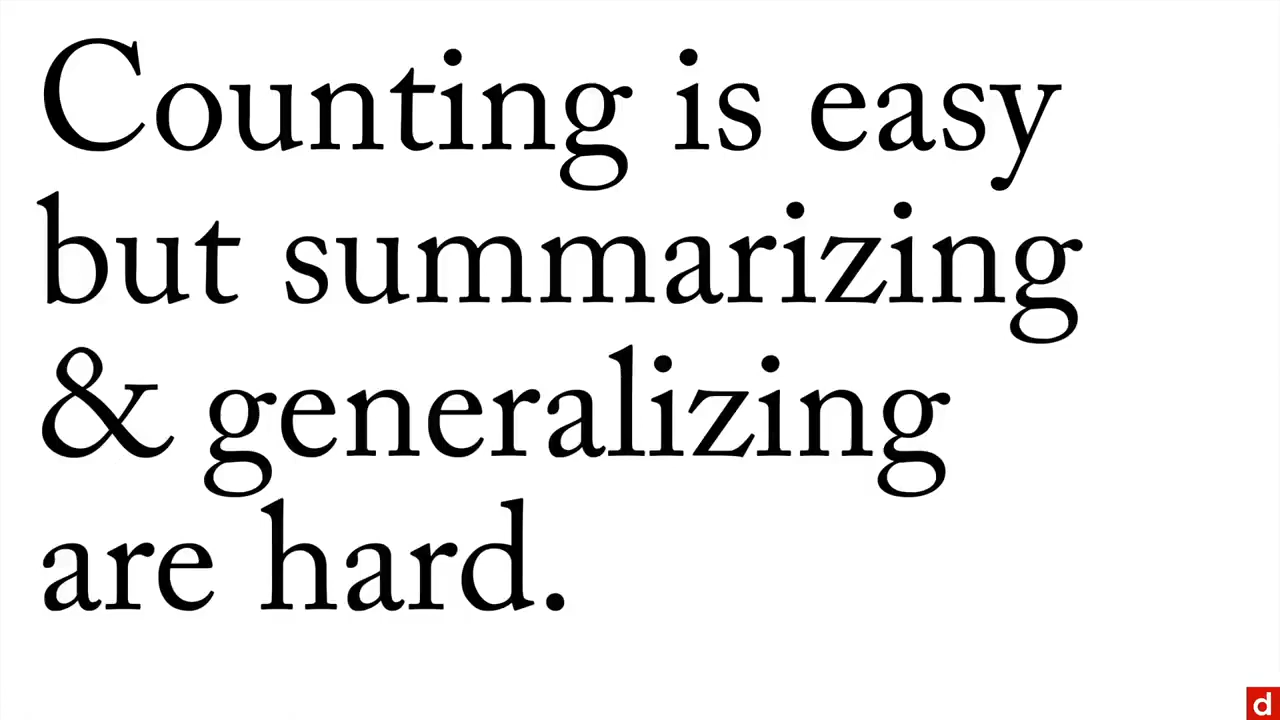 Counting is easy
but summarizing
& generalizing
are hard.
d